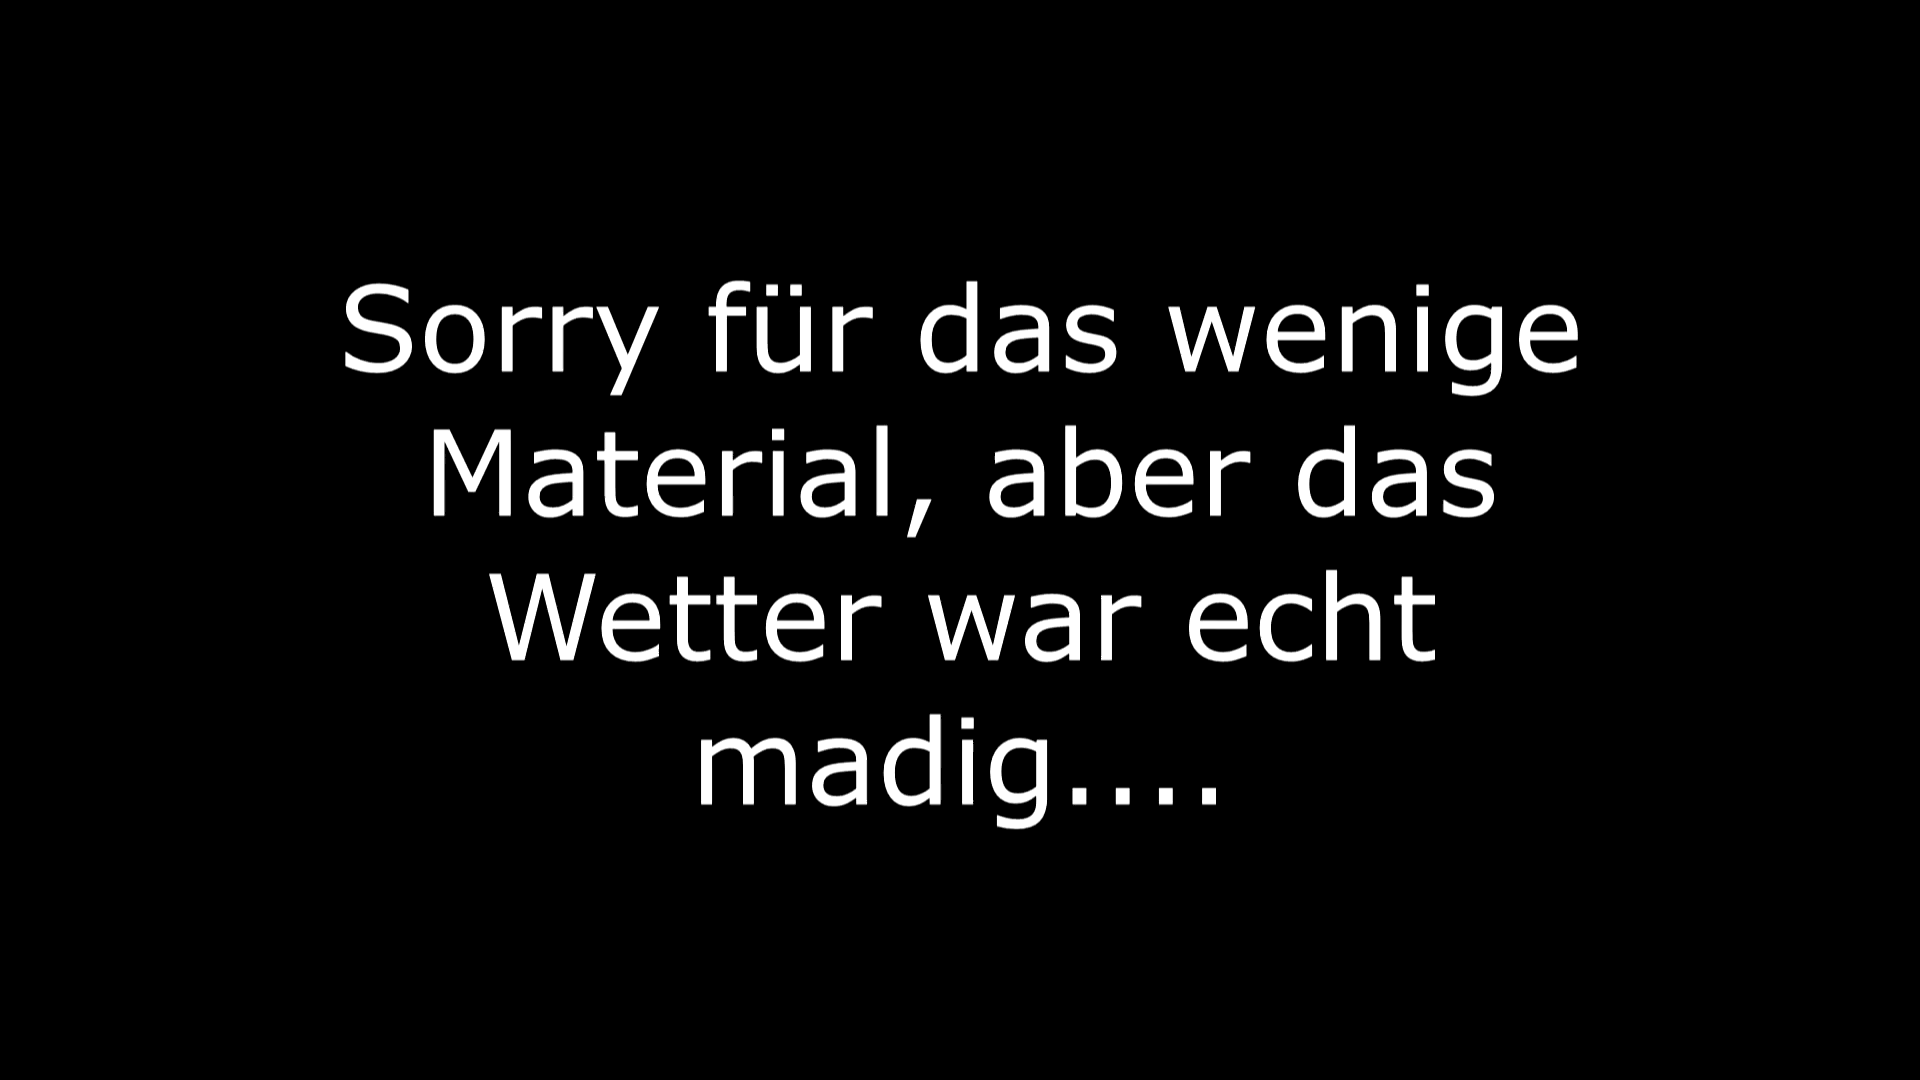 Sorry für das wenige
Material, aber das
Wetter war echt
madig....